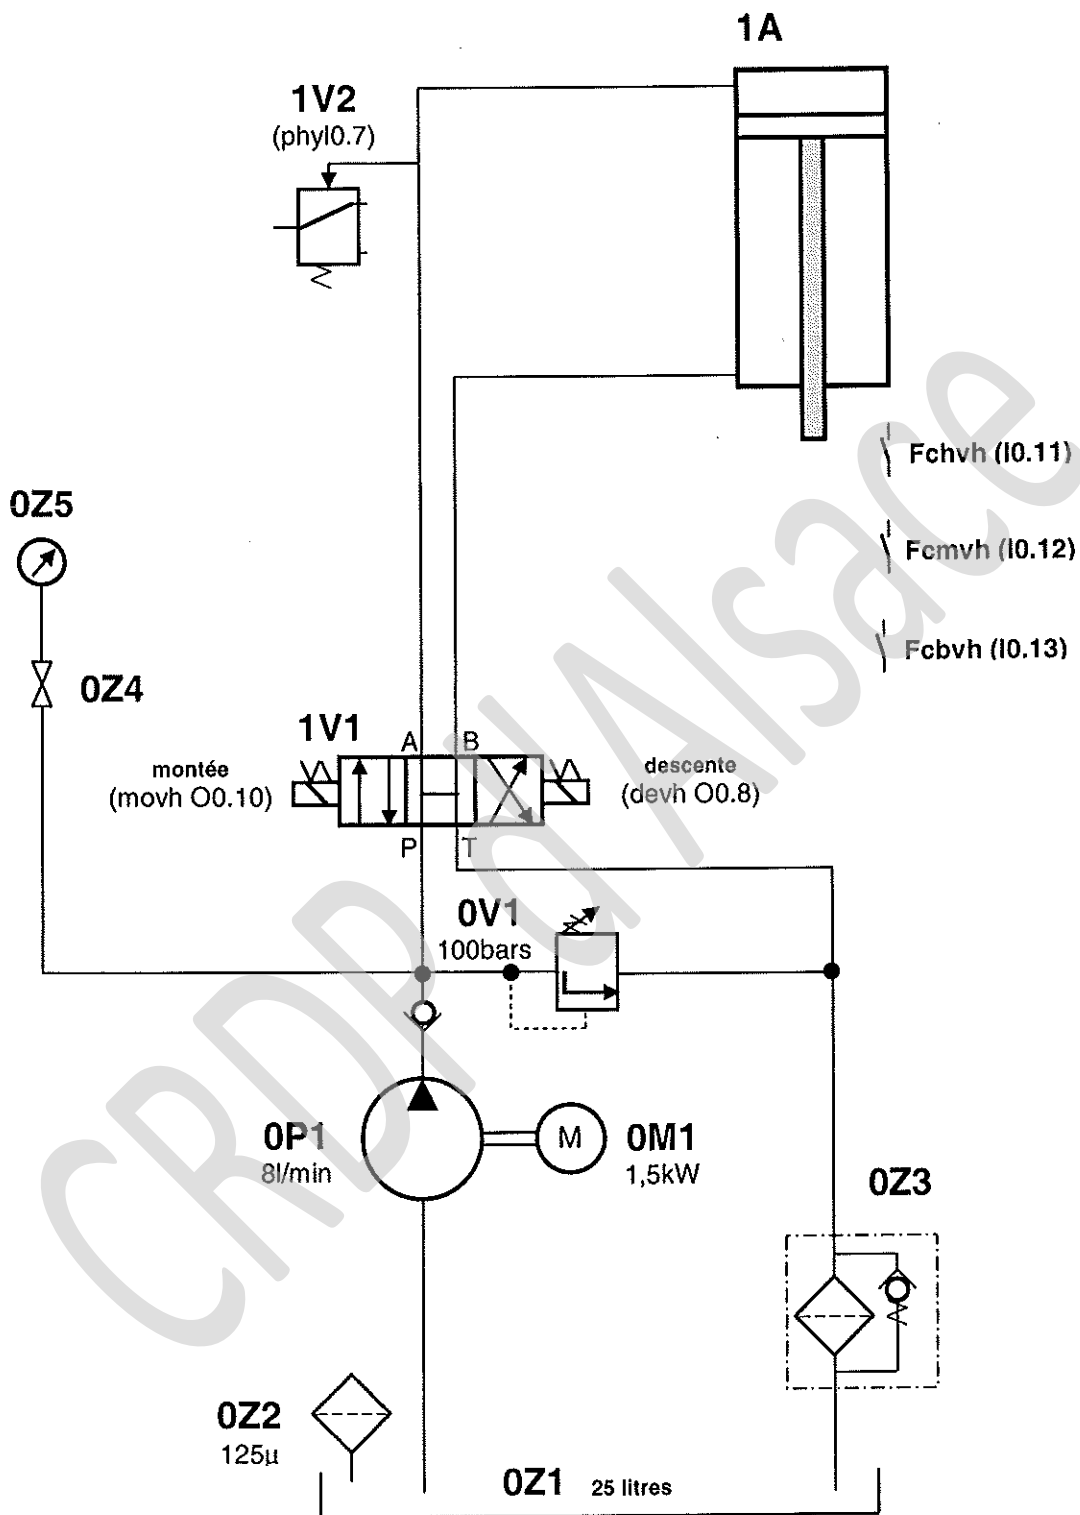 1A
1V2
(phyI0.7)
Fchvh (I0.11)
0Z5
Fcmvh (I0.12)
Fcbvh (I0.13)
0Z4
1V1
A B
montée
(movh O0.10)
descente
(devh O0.8)
P T
0V1
100bars
0P1
8l/min
M
0M1
1,5kW
0Z3
0Z2
125µ
0Z1 25 litres
CRDP d'Alsace